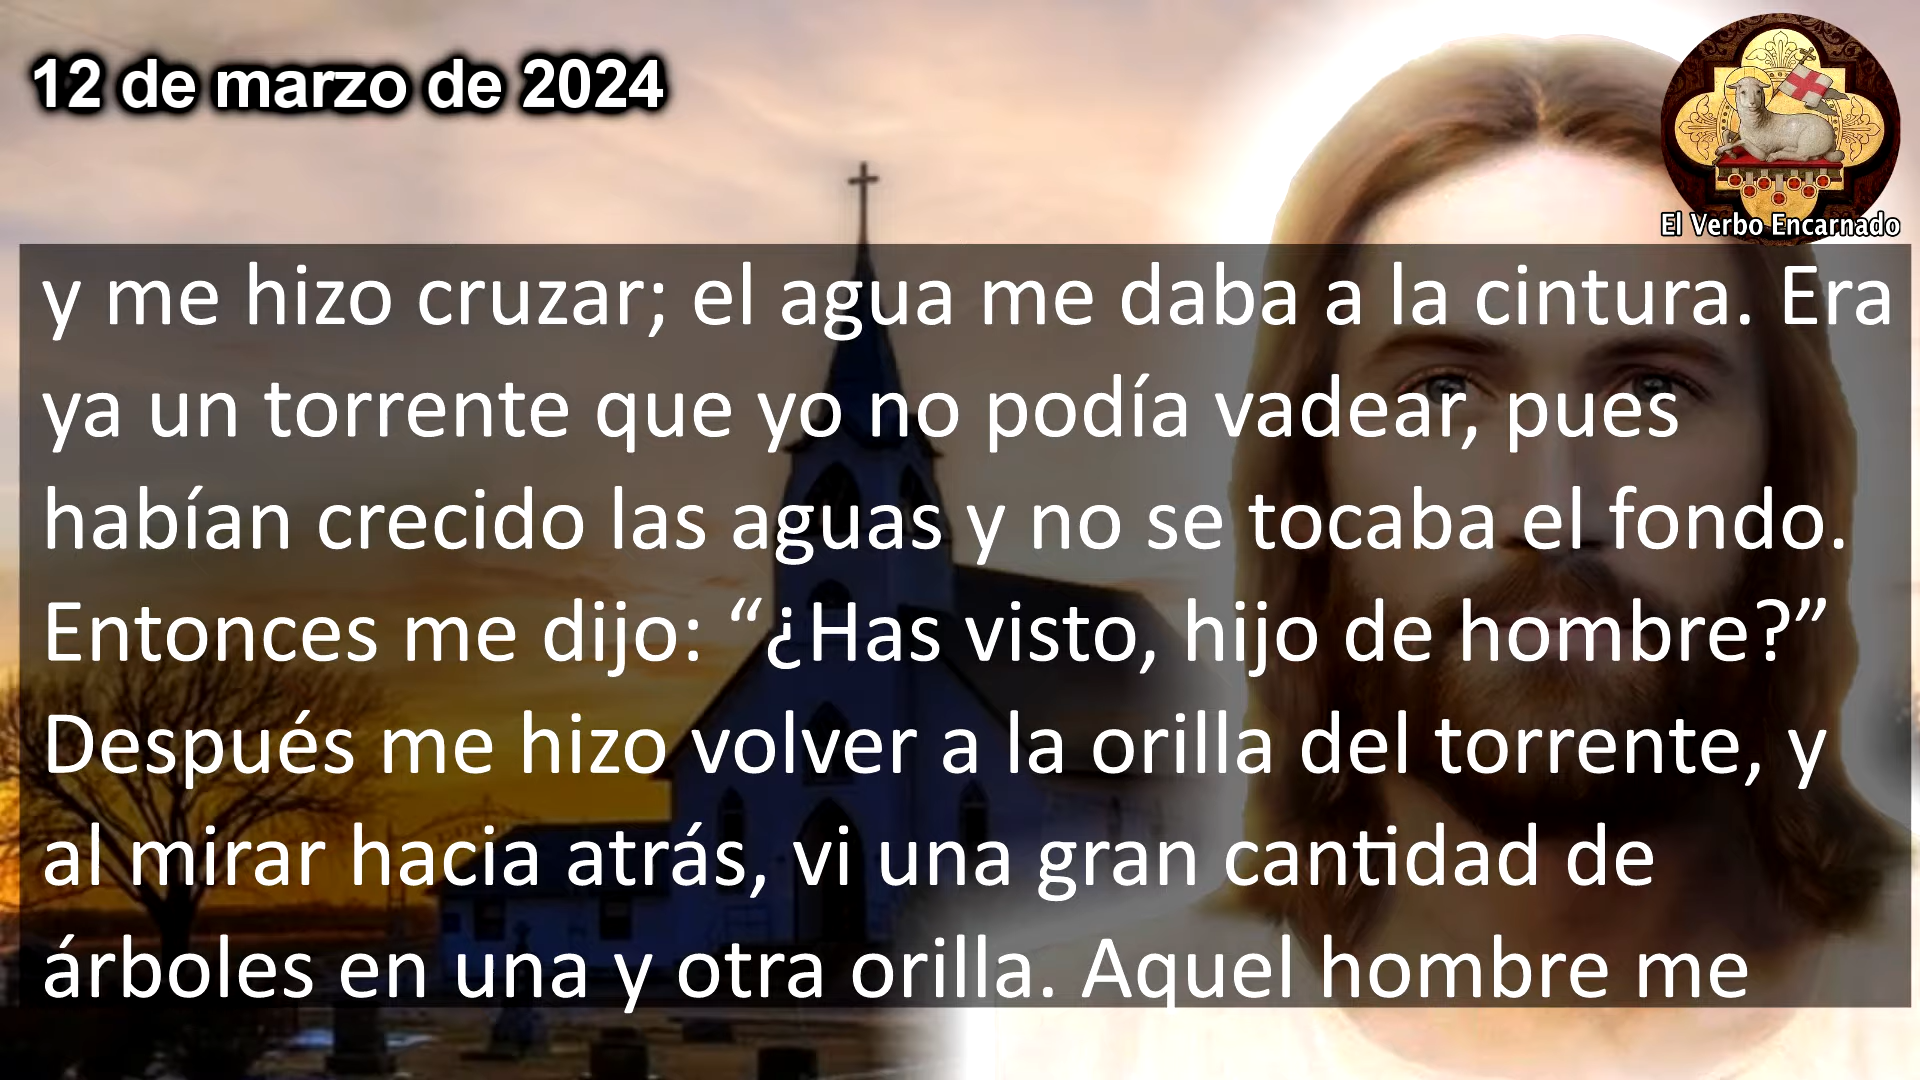 12 de marzo de 2024
El Verbo Encarnado
y me hizo cruzar; el agua me daba a la cintura. Era
ya un torrente que yo no podía vadear, pues
habían crecido las aguas y no se tocaba el fondo.
Entonces me dijo: “¿Has visto, hijo de hombre?”
Después me hizo volver a la orilla del torrente, y
al mirar hacia atrás, vi una gran cantidad de
árboles en una y otra orilla. Aquel hombre me